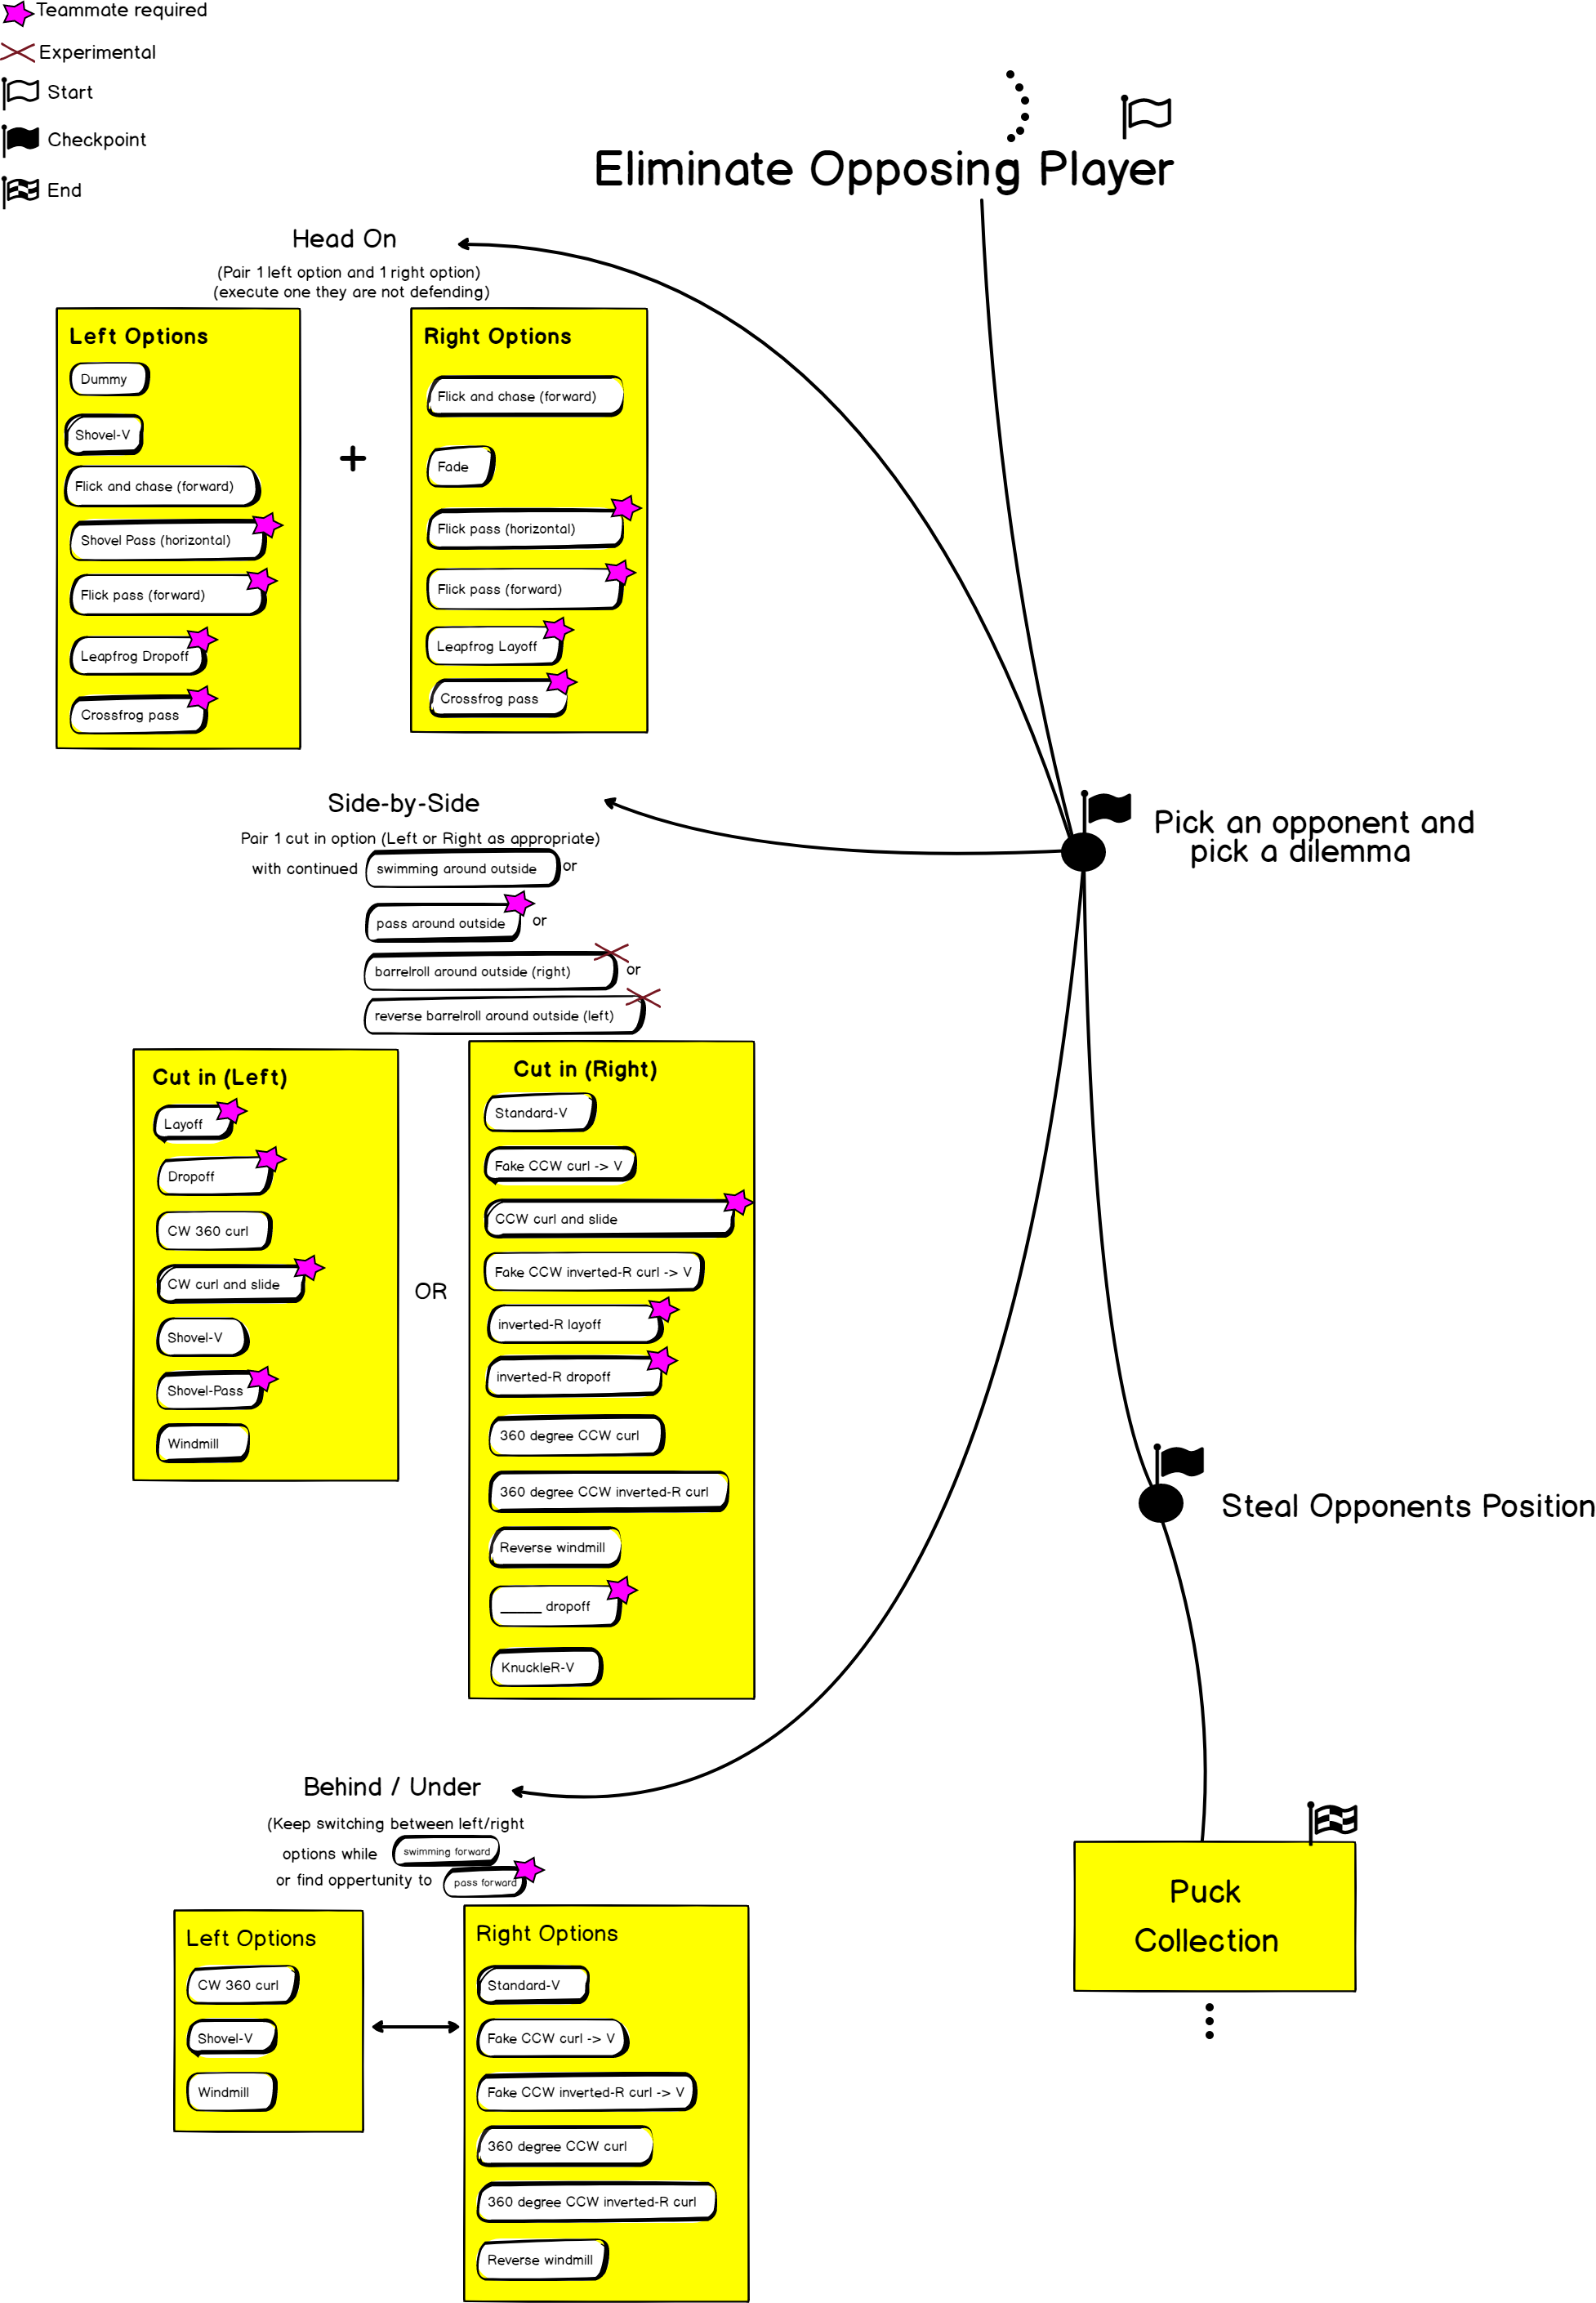 Teammate required
Experimental
Start
Checkpoint
End
Eliminate Opposing Player
Head On
(Pair 1 left option and 1 right option)
(execute one they are not defending)
Left Options
Dummy
Shovel-V
Flick and chase (forward)
Shovel Pass (horizontal)
Flick pass (forward)
Leapfrog Dropoff
Crossfrog pass
+
Right Options
Flick and chase (forward)
Fade
Flick pass (horizontal)
Flick pass (forward)
Leapfrog Layoff
Crossfrog pass
Pick an opponent and
pick a dilemma
Side-by-Side
Pair 1 cut in option (Left or Right as appropriate)
with continued swimming around outside or
pass around outside or
barrelroll around outside (right) or
reverse barrelroll around outside (left)
Cut in (Left)
Layoff
Dropoff
CW 360 curl
CW curl and slide
Shovel-V
Shovel-Pass
Windmill
OR
Cut in (Right)
Standard-V
Fake CCW curl -> V
CCW curl and slide
Fake CCW inverted-R curl -> V
inverted-R layoff
inverted-R dropoff
360 degree CCW curl
360 degree CCW inverted-R curl
Reverse windmill
_____ dropoff
KnuckleR-V
Steal Opponents Position
Behind / Under
(Keep switching between left/right
options while swimming forward
or find opportunity to pass forward
Left Options
CW 360 curl
Shovel-V
Windmill
Right Options
Standard-V
Fake CCW curl -> V
Fake CCW inverted-R curl -> V
360 degree CCW curl
360 degree CCW inverted-R curl
Reverse windmill
Puck
Collection